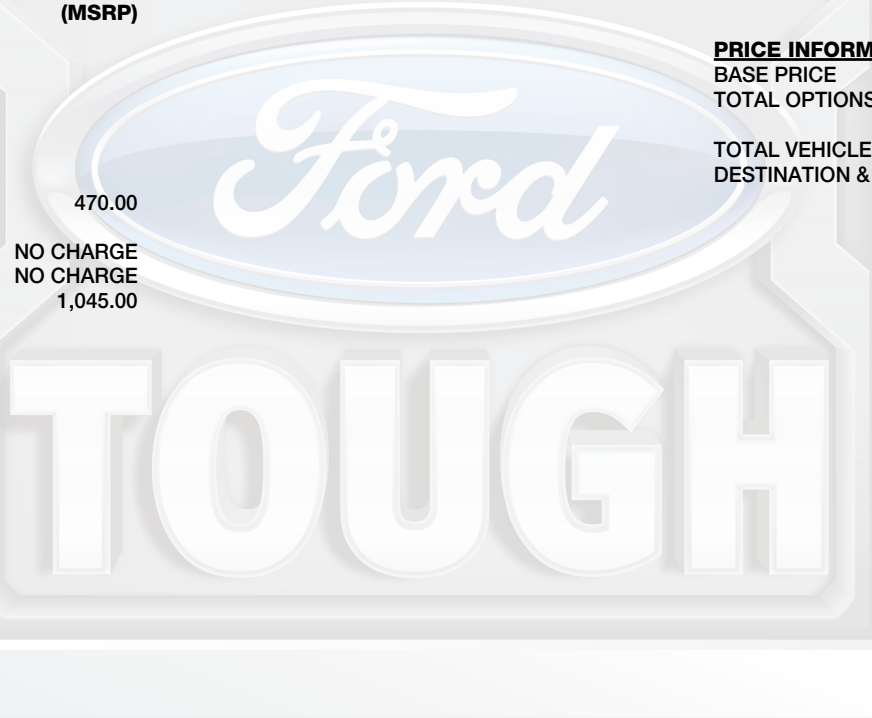 (MSRP)
470.00
NO CHARGE
NO CHARGE
1,045.00
PRICE INFORM
BASE PRICE
TOTAL OPTIONS
TOTAL VEHICLE
DESTINATION &
Ford
TOUGH